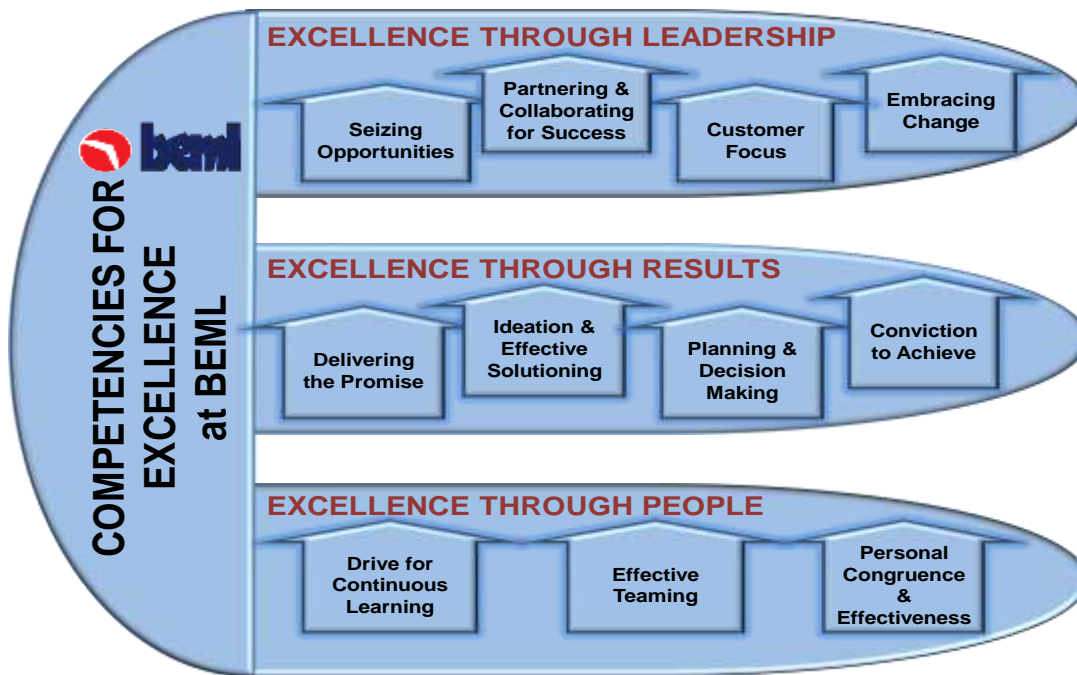 COMPETENCIES FOR
EXCELLENCE
at BEML
beml
EXCELLENCE THROUGH LEADERSHIP
Seizing
Opportunities
Partnering &
Collaborating
for Success
Customer
Focus
Embracing
Change
EXCELLENCE THROUGH RESULTS
Delivering
the Promise
Ideation &
Effective
Solutioning
Planning &
Decision
Making
Conviction
to Achieve
EXCELLENCE THROUGH PEOPLE
Drive for
Continuous
Learning
Effective
Teaming
Personal
Congruence
&
Effectiveness